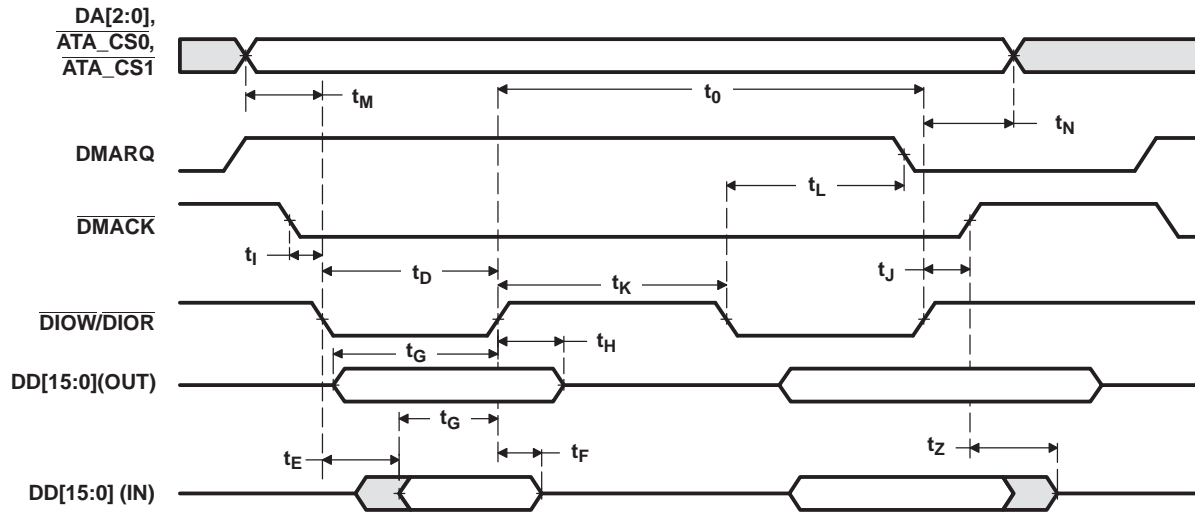 DA[2:0],
ATA_CS0,
ATA_CS1
tM
t0
tN
DMARQ
tL
DMACK
tI
tD
tK
tJ
DIOW/DIOR
tG
tH
DD[15:0](OUT)
tG
tE
tF
tZ
DD[15:0] (IN)